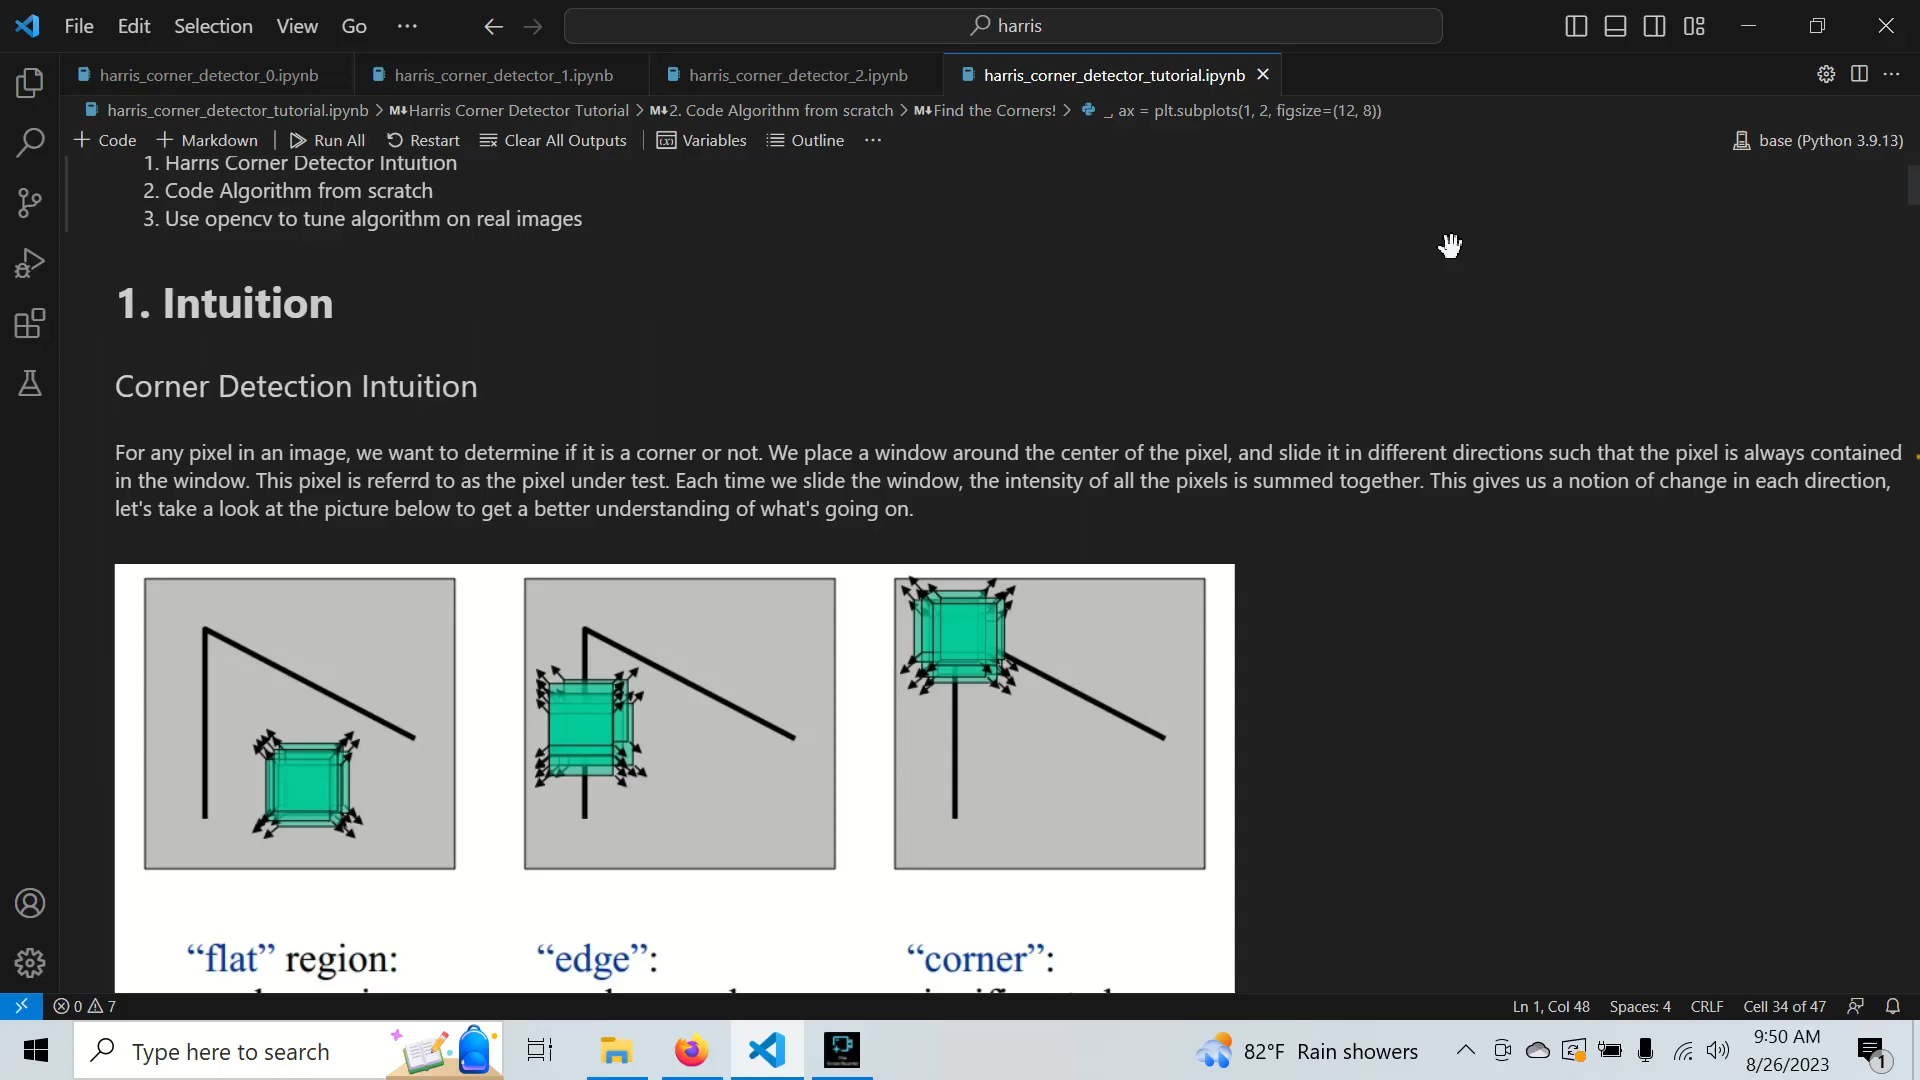 File Edit Selection View Go ··· harris
harris_corner_detector_0.ipynb harris_corner_detector_1.ipynb harris_corner_detector_2.ipynb harris_corner_detector_tutorial.ipynb
harris_corner_detector_tutorial.ipynb > M↓Harris Corner Detector Tutorial > M↓2. Code Algorithm from scratch > M↓Find the Corners! > _, ax = plt.subplots(1, 2, figsize=(12, 8))
+ Code + Markdown Run All Restart Clear All Outputs Variables Outline ··· base (Python 3.9.13)
1. Harris Corner Detector Intuition
2. Code Algorithm from scratch
3. Use opencv to tune algorithm on real images
1. Intuition
Corner Detection Intuition
For any pixel in an image, we want to determine if it is a corner or not. We place a window around the center of the pixel, and slide it in different directions such that the pixel is always contained
in the window. This pixel is referrd to as the pixel under test. Each time we slide the window, the intensity of all the pixels is summed together. This gives us a notion of change in each direction,
let's take a look at the picture below to get a better understanding of what's going on.
“flat” region: “edge”: “corner”:
0 7 Ln 1, Col 48 Spaces: 4 CRLF Cell 34 of 47
Type here to search 82°F Rain showers 9:50 AM
8/26/2023 1